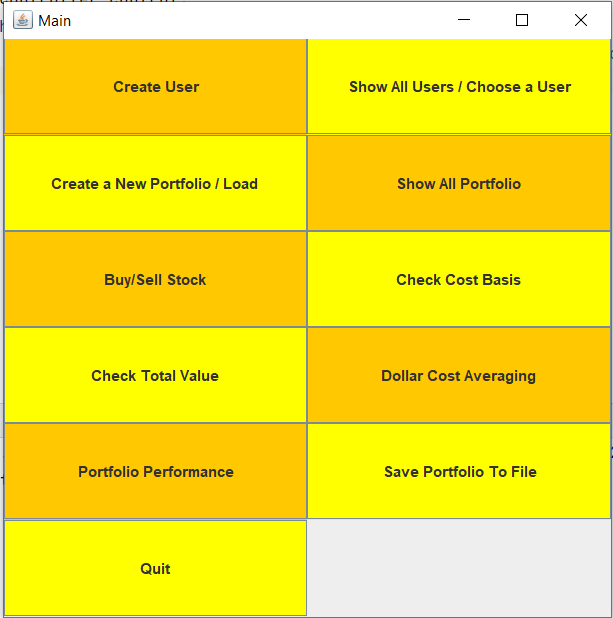 Main
Create User
Show All Users / Choose a User
Create a New Portfolio / Load
Show All Portfolio
Buy/Sell Stock
Check Cost Basis
Check Total Value
Dollar Cost Averaging
Portfolio Performance
Save Portfolio To File
Quit